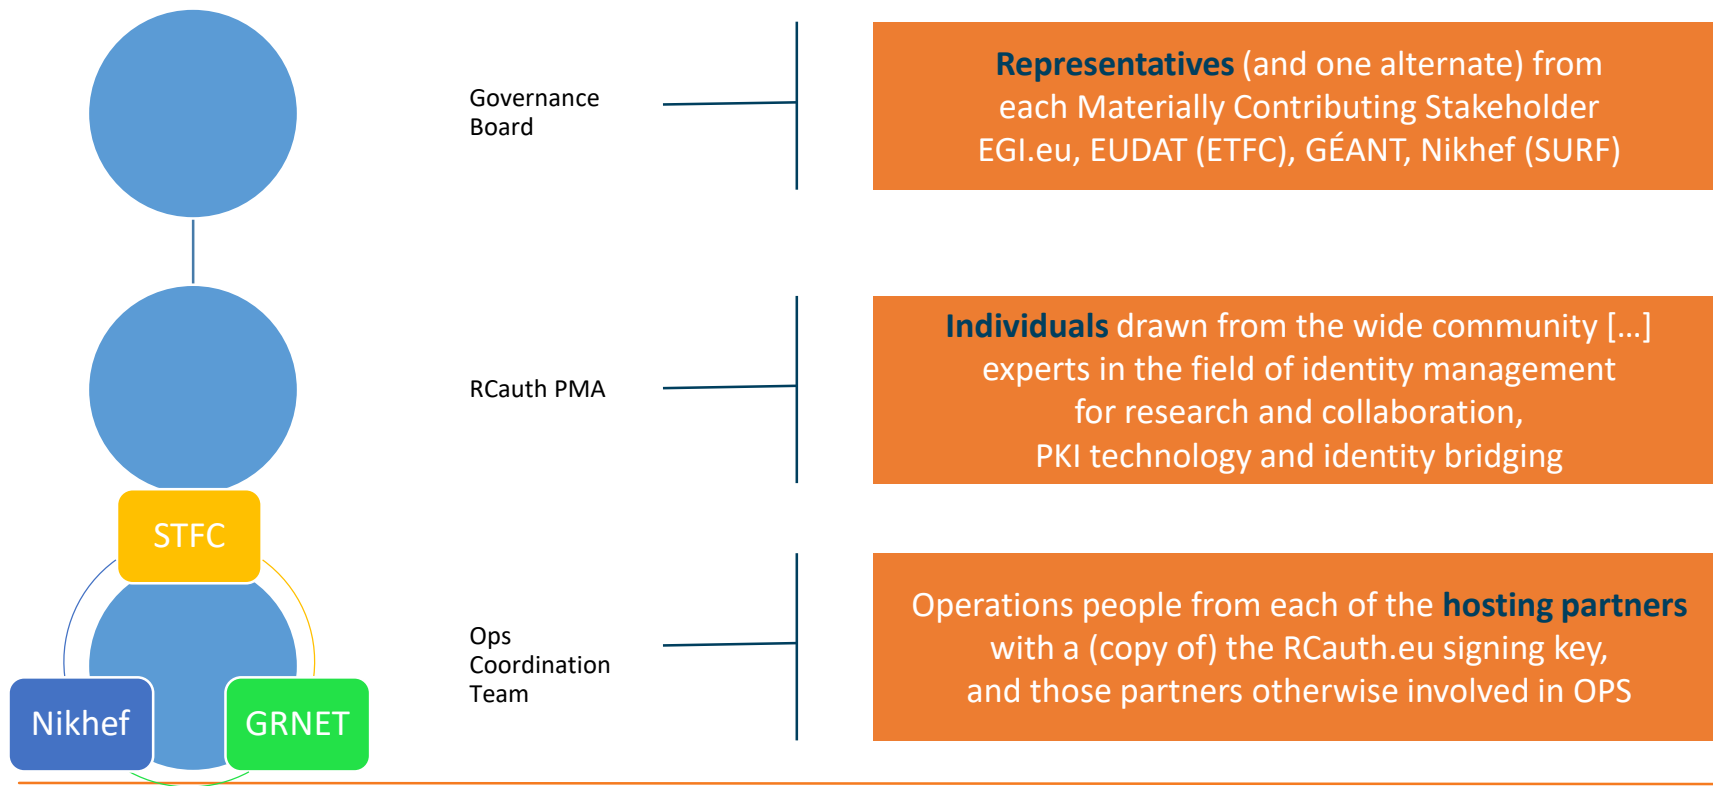 Governance
Board
Representatives (and one alternate) from
each Materially Contributing Stakeholder
EGI.eu, EUDAT (ETFC), GÉANT, Nikhef (SURF)
RCauth PMA
Individuals drawn from the wide community […]
experts in the field of identity management
for research and collaboration,
PKI technology and identity bridging
STFC
Nikhef
GRNET
Ops
Coordination
Team
Operations people from each of the hosting partners
with a (copy of) the RCauth.eu signing key,
and those partners otherwise involved in OPS